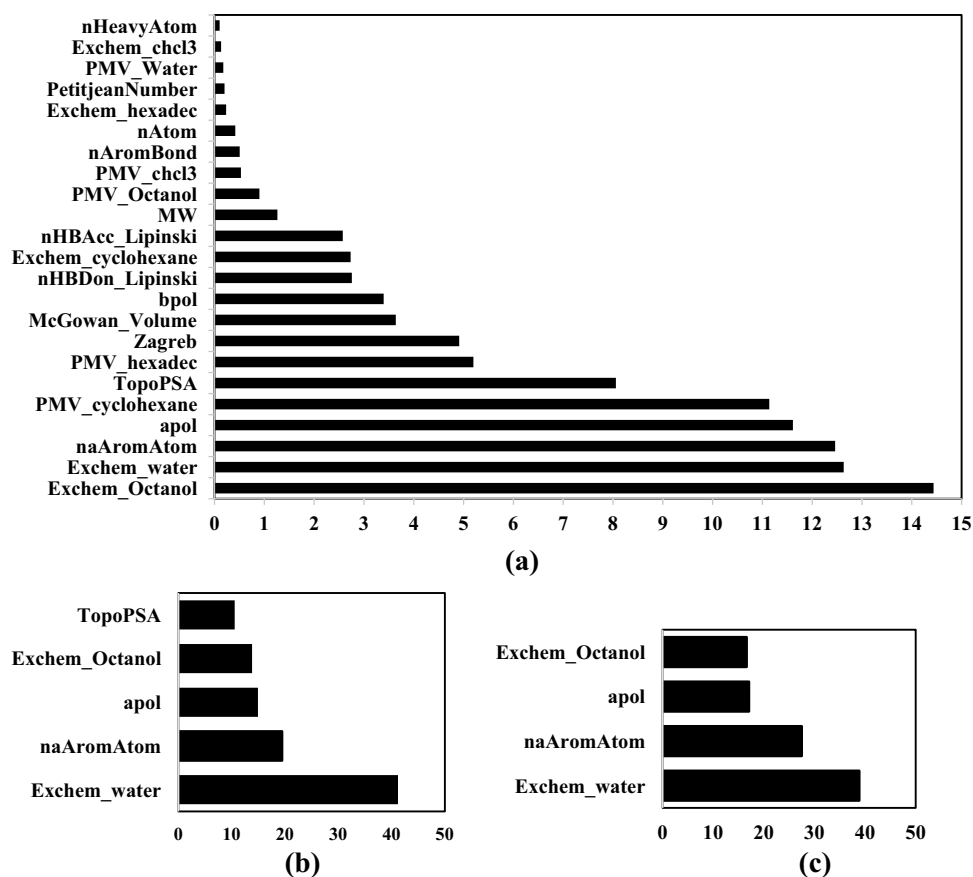 nHeavyAtom
Exchem_chcl3
PMV_Water
PetitjeanNumber
Exchem_hexadec
nAtom
nAromBond
PMV_chcl3
PMV_Octanol
MW
nHBAcc_Lipinski
Exchem_cyclohexane
nHBDon_Lipinski
bpol
McGowan_Volume
Zagreb
PMV_hexadec
TopoPSA
PMV_cyclohexane
apol
naAromAtom
Exchem_water
Exchem_Octanol
0 1 2 3 4 5 6 7 8 9 10 11 12 13 14 15
(a)
TopoPSA
Exchem_Octanol
apol
naAromAtom
Exchem_water
0 10 20 30 40 50
(b)
Exchem_Octanol
apol
naAromAtom
Exchem_water
0 10 20 30 40 50
(c)